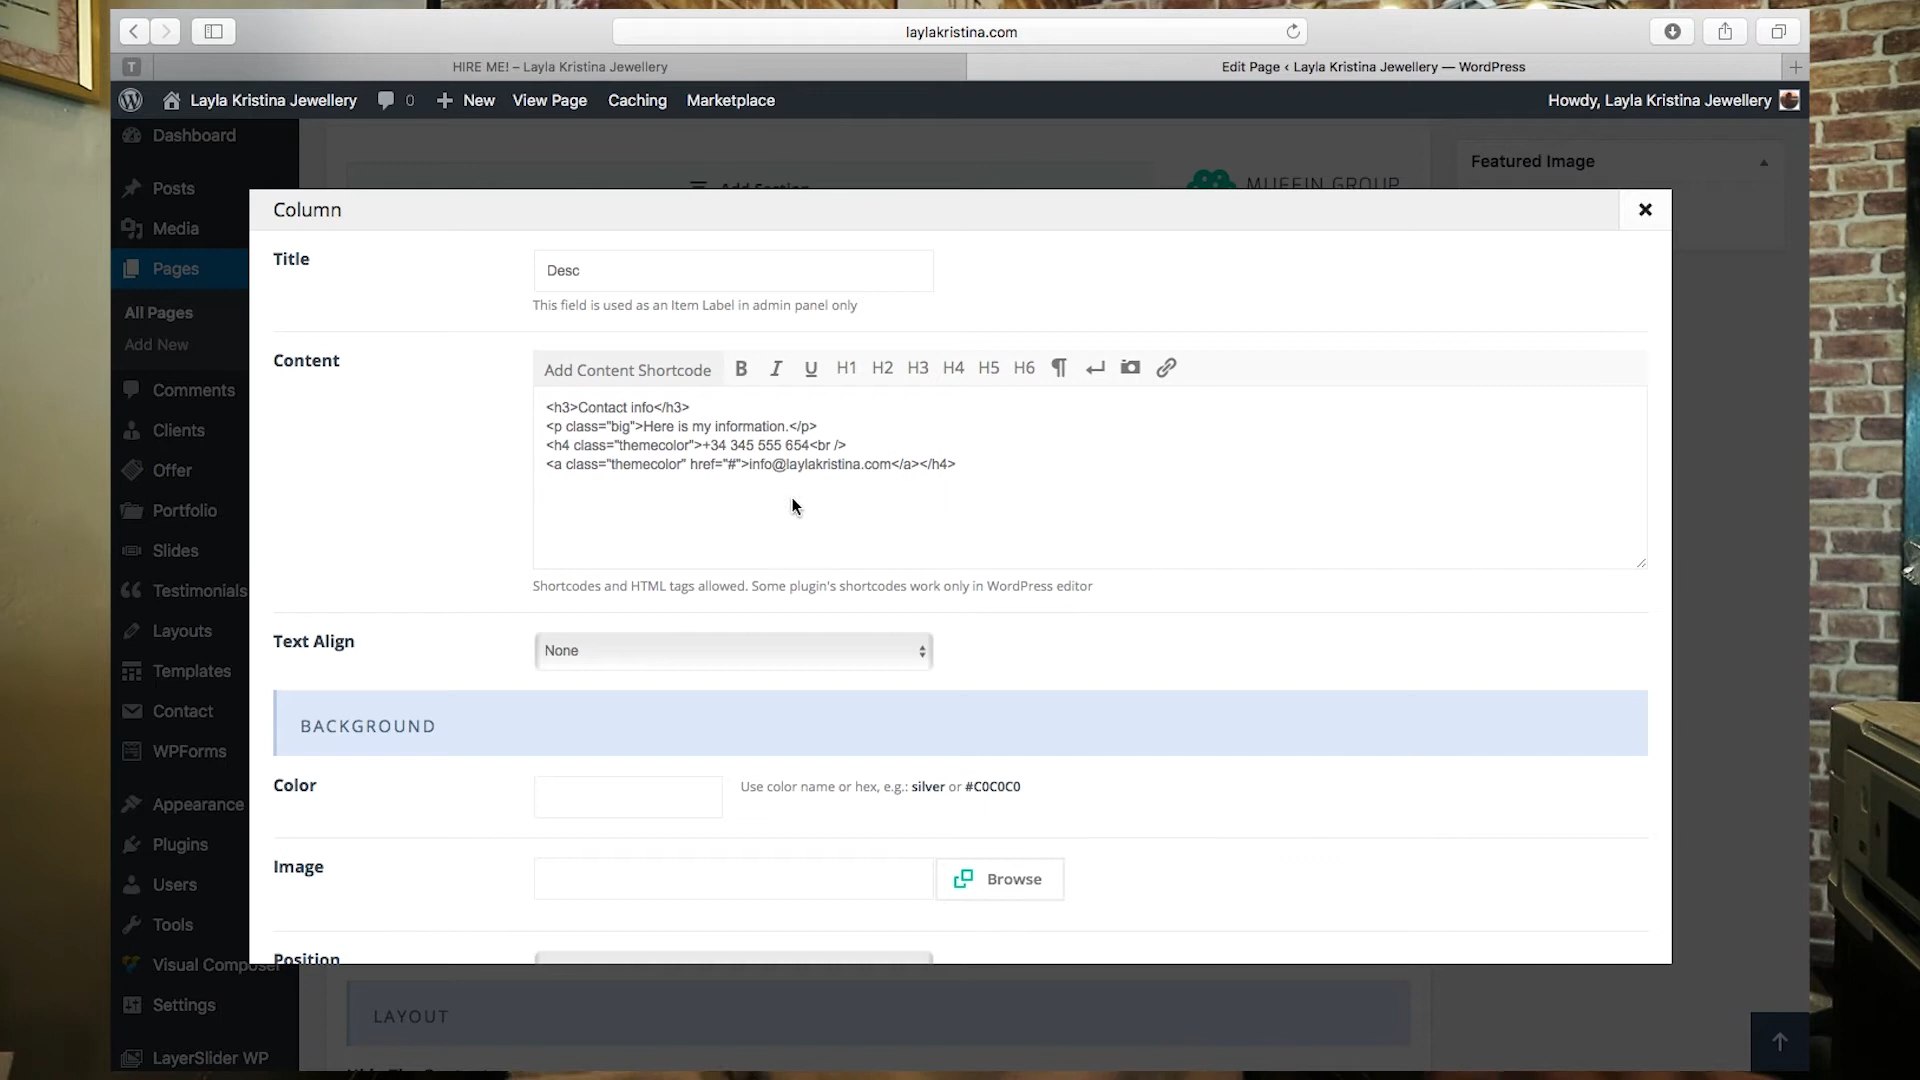 laylakristina.com
T
HIRE ME! – Layla Kristina Jewellery
Edit Page ‹ Layla Kristina Jewellery — WordPress
Layla Kristina Jewellery
0
New
View Page
Caching
Marketplace
Howdy, Layla Kristina Jewellery
Dashboard
Posts
Media
Pages
All Pages
Add New
Comments
Clients
Offer
Portfolio
Slides
Testimonials
Layouts
Templates
Contact
WPForms
Appearance
Plugins
Users
Tools
Visual Composer
Settings
LayerSlider WP
Add Section
MUFFIN GROUP
Featured Image
Column
Title
Desc
This field is used as an Item Label in admin panel only
Content
Add Content Shortcode B I U H1 H2 H3 H4 H5 H6
<h3>Contact info</h3>
<p class="big">Here is my information.</p>
<h4 class="themecolor">+34 345 555 654<br />
<a class="themecolor" href="#">info@laylakristina.com</a></h4>
Shortcodes and HTML tags allowed. Some plugin's shortcodes work only in WordPress editor
Text Align
None
BACKGROUND
Color
Use color name or hex, e.g.: silver or #C0C0C0
Image
Browse
Position
LAYOUT